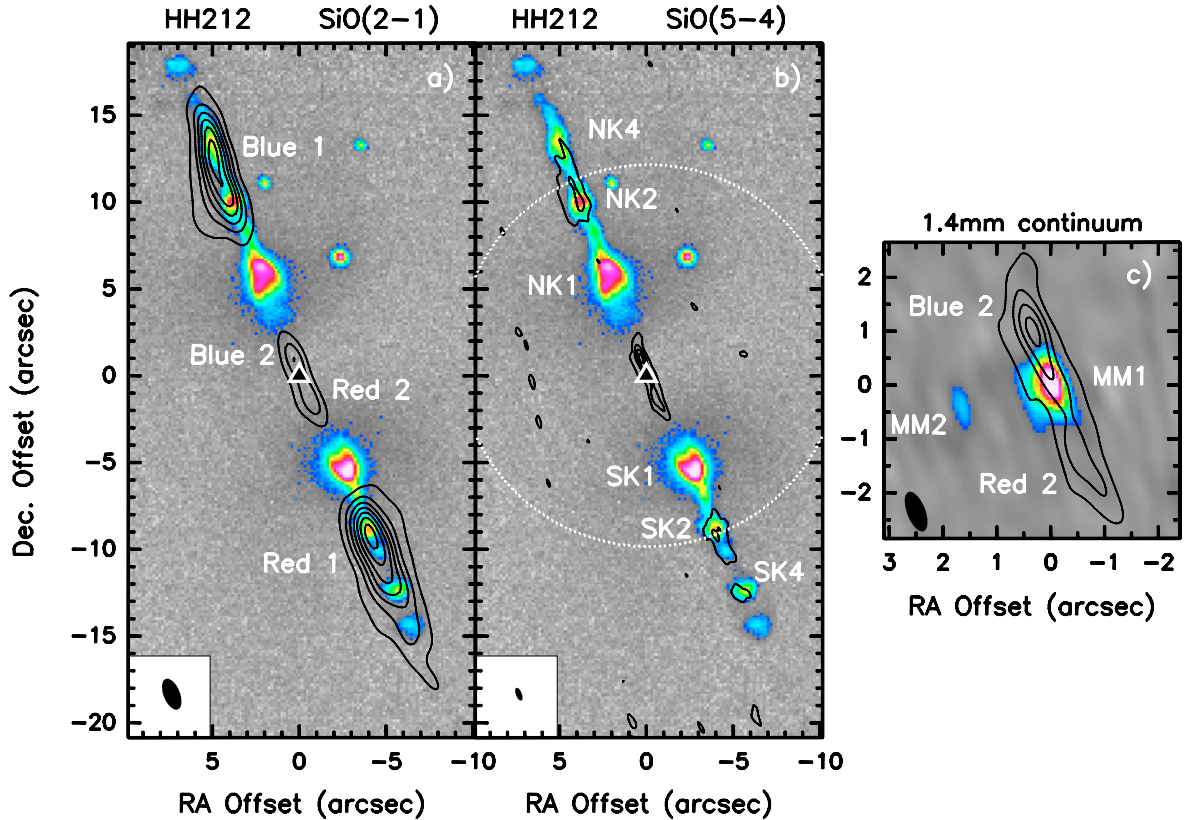 HH212 SiO(2−1) HH212 SiO(5−4)
a) b)
15
10
5
0
−5
−10
−15
−20
Dec. Offset (arcsec)
Blue 1
Blue 2
Red 2
Red 1
NK4
NK2
NK1
SK1
SK2
SK4
5 0 −5 −10
5 0 −5 −10
RA Offset (arcsec) RA Offset (arcsec)
1.4mm continuum
c)
2
1
0
−1
−2
Blue 2
MM1
MM2
Red 2
3 2 1 0 −1 −2
RA Offset (arcsec)